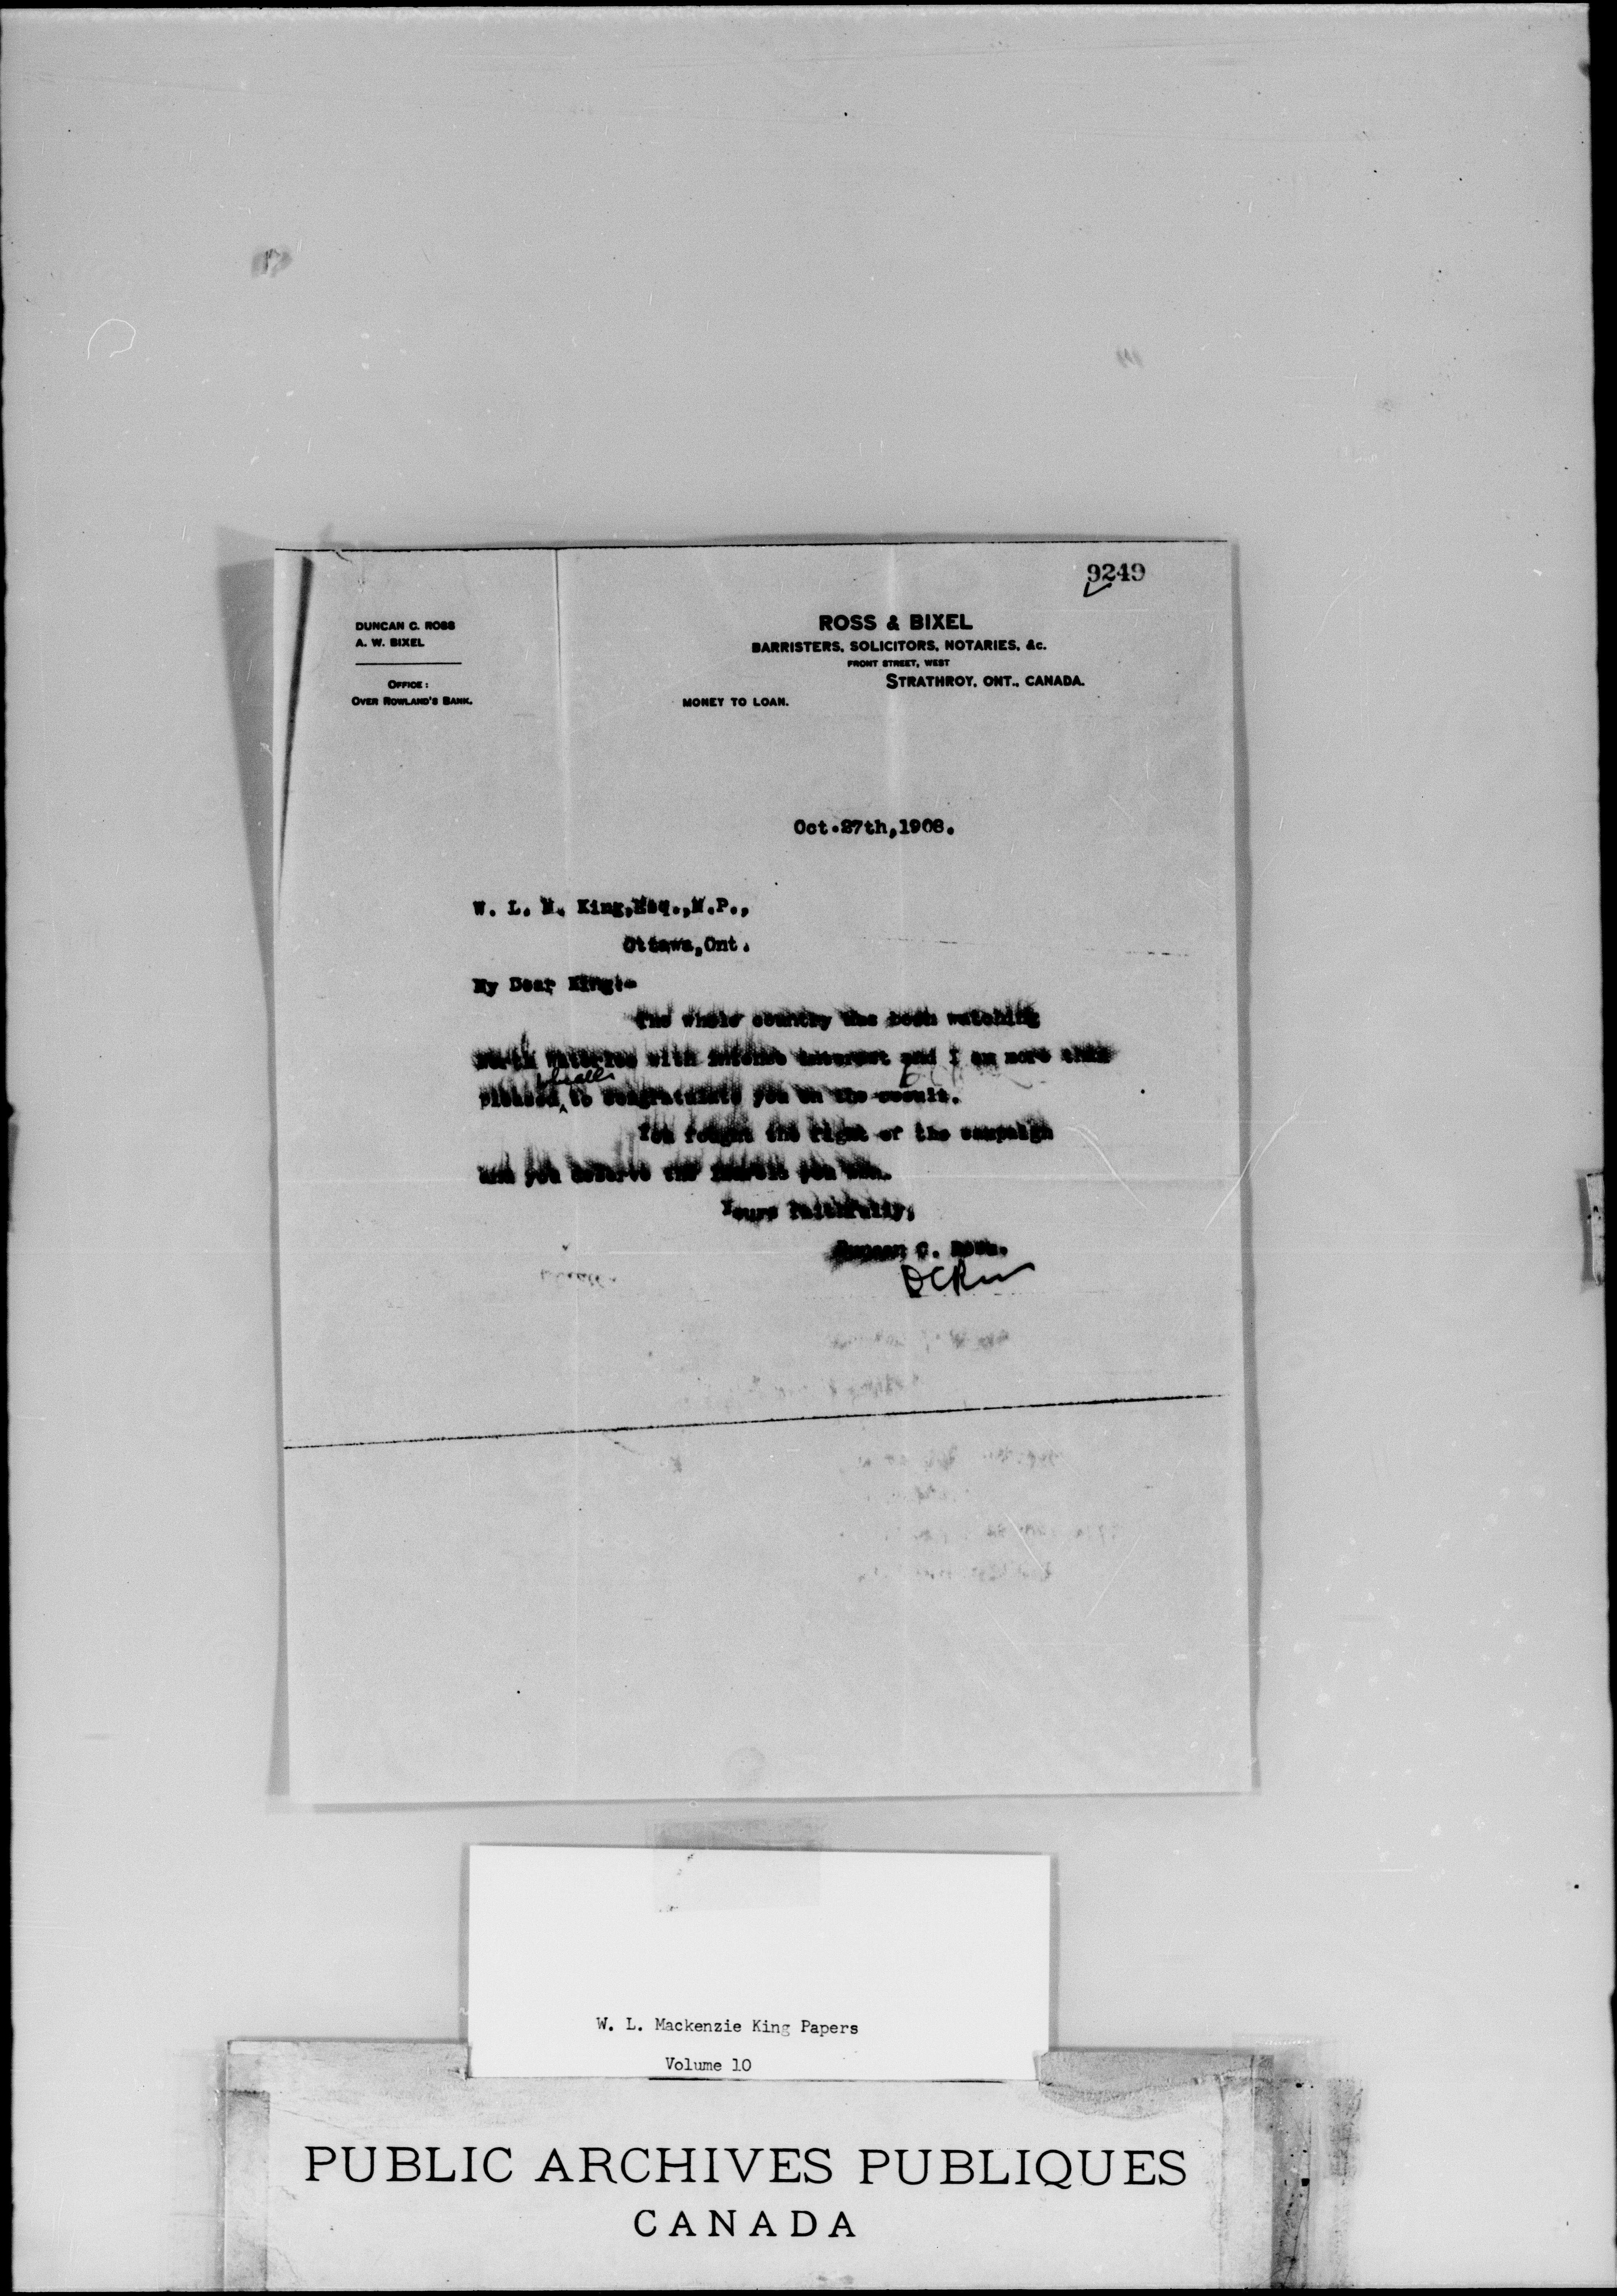 9249
DUNCAN C. ROSS
A. W. BIXEL
OFFICE:
OVER ROWLAND'S BANK.
ROSS & BIXEL
BARRISTERS, SOLICITORS, NOTARIES, &c.
FRONT STREET, WEST
STRATHROY, ONT., CANADA.
MONEY TO LOAN.
Oct.27th,1908.
W. L. M. King,Esq.,M.P.,
Ottawa,Ont.
My Dear King:-
The whole country has been watching
North Waterloo with intense interest and I am more than
pleased to congratulate you on the result.
You fought the fight of the campaign
and you deserve the laurels you won.
Yours faithfully,
Duncan C. Ross.
DCRoss
W. L. Mackenzie King Papers
Volume 10
PUBLIC ARCHIVES PUBLIQUES
CANADA